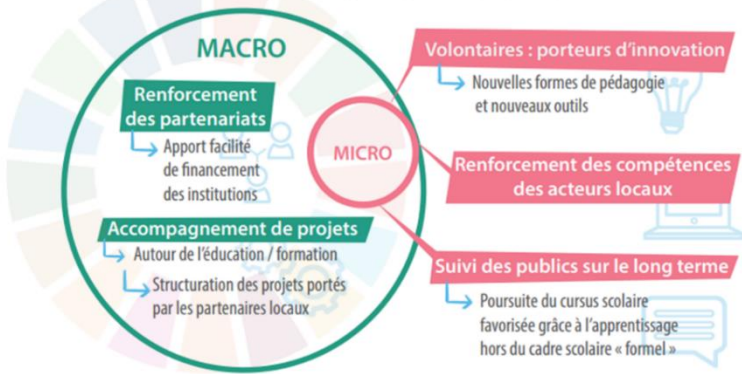 MACRO
Renforcement
des partenariats
Apport facilité
de financement
des institutions
Accompagnement de projets
Autour de l'éducation / formation
Structuration des projets portés
par les partenaires locaux
MICRO
Volontaires : porteurs d'innovation
Nouvelles formes de pédagogie
et nouveaux outils
Renforcement des compétences
des acteurs locaux
Suivi des publics sur le long terme
Poursuite du cursus scolaire
favorisée grâce à l'apprentissage
hors du cadre scolaire « formel »